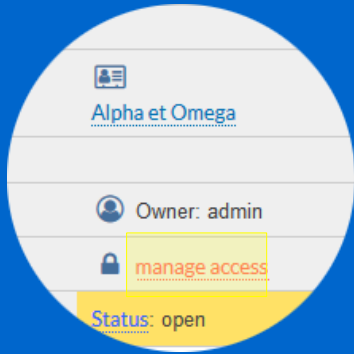 Alpha et Omega
Owner: admin
manage access
Status: open